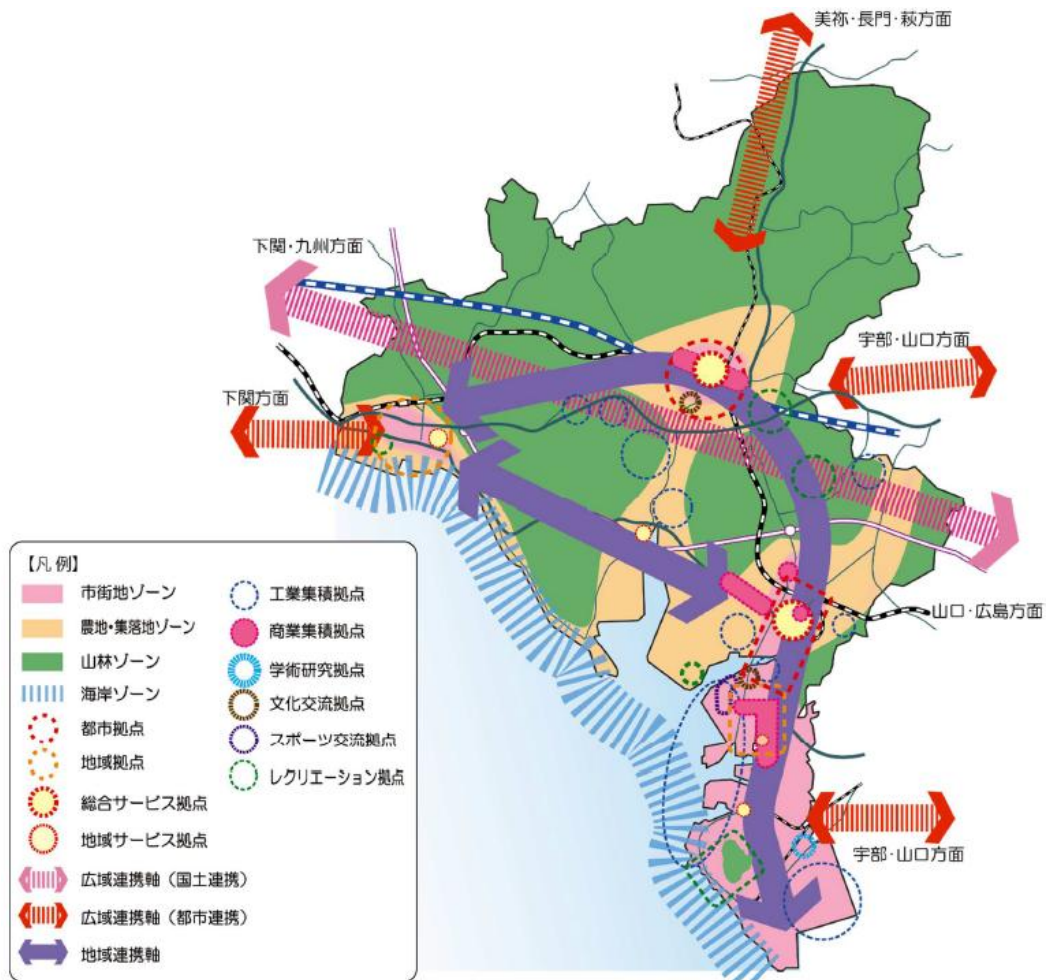 美祢・長門・萩方面
下関・九州方面
宇部・山口方面
下関方面
山口・広島方面
宇部・山口方面
【凡 例】
市街地ゾーン
農地・集落地ゾーン
山林ゾーン
海岸ゾーン
都市拠点
地域拠点
総合サービス拠点
地域サービス拠点
広域連携軸（国土連携）
広域連携軸（都市連携）
地域連携軸
工業集積拠点
商業集積拠点
学術研究拠点
文化交流拠点
スポーツ交流拠点
レクリエーション拠点